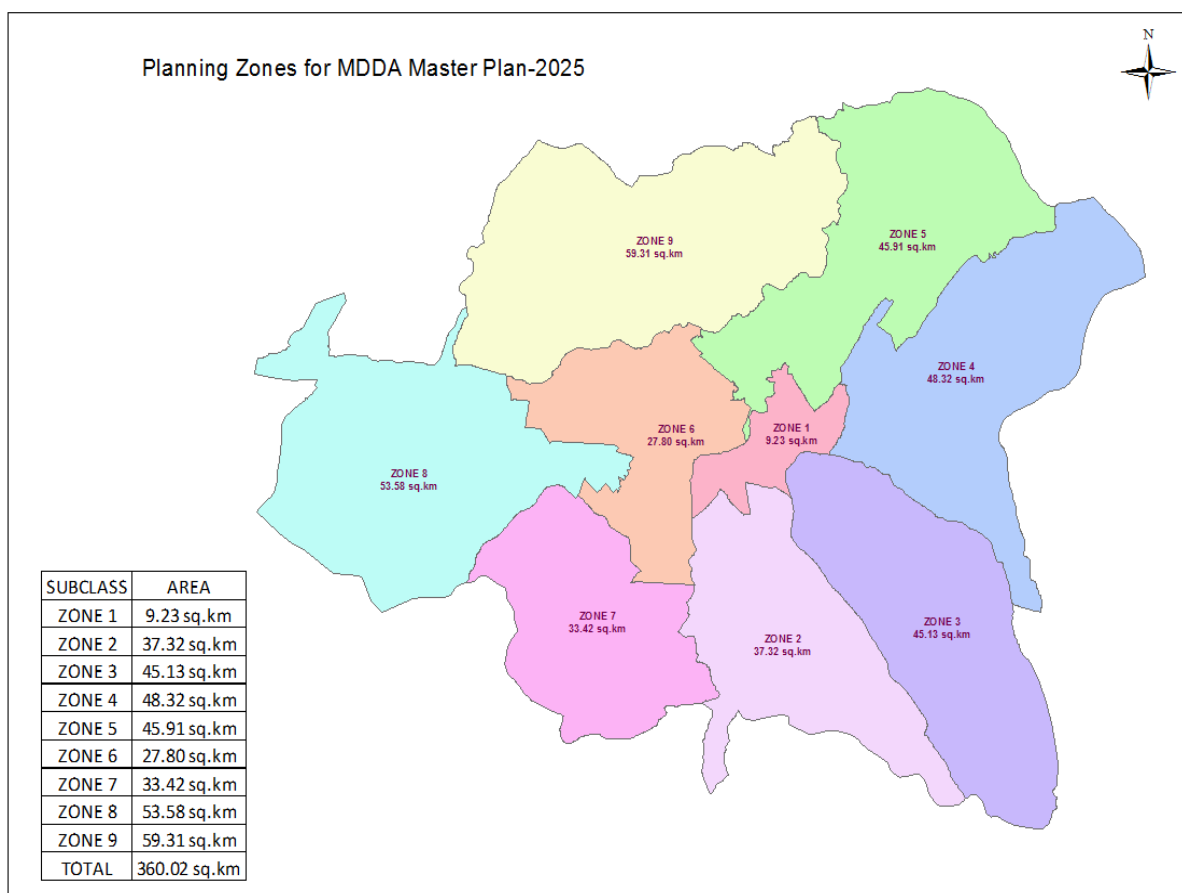 N
Planning Zones for MDDA Master Plan-2025
ZONE 9
59.31 sq.km
ZONE 5
45.91 sq.km
ZONE 4
48.32 sq.km
ZONE 6
27.80 sq.km
ZONE 1
9.23 sq.km
ZONE 8
53.58 sq.km
ZONE 7
33.42 sq.km
ZONE 2
37.32 sq.km
ZONE 3
45.13 sq.km
SUBCLASS AREA
ZONE 1 9.23 sq.km
ZONE 2 37.32 sq.km
ZONE 3 45.13 sq.km
ZONE 4 48.32 sq.km
ZONE 5 45.91 sq.km
ZONE 6 27.80 sq.km
ZONE 7 33.42 sq.km
ZONE 8 53.58 sq.km
ZONE 9 59.31 sq.km
TOTAL 360.02 sq.km